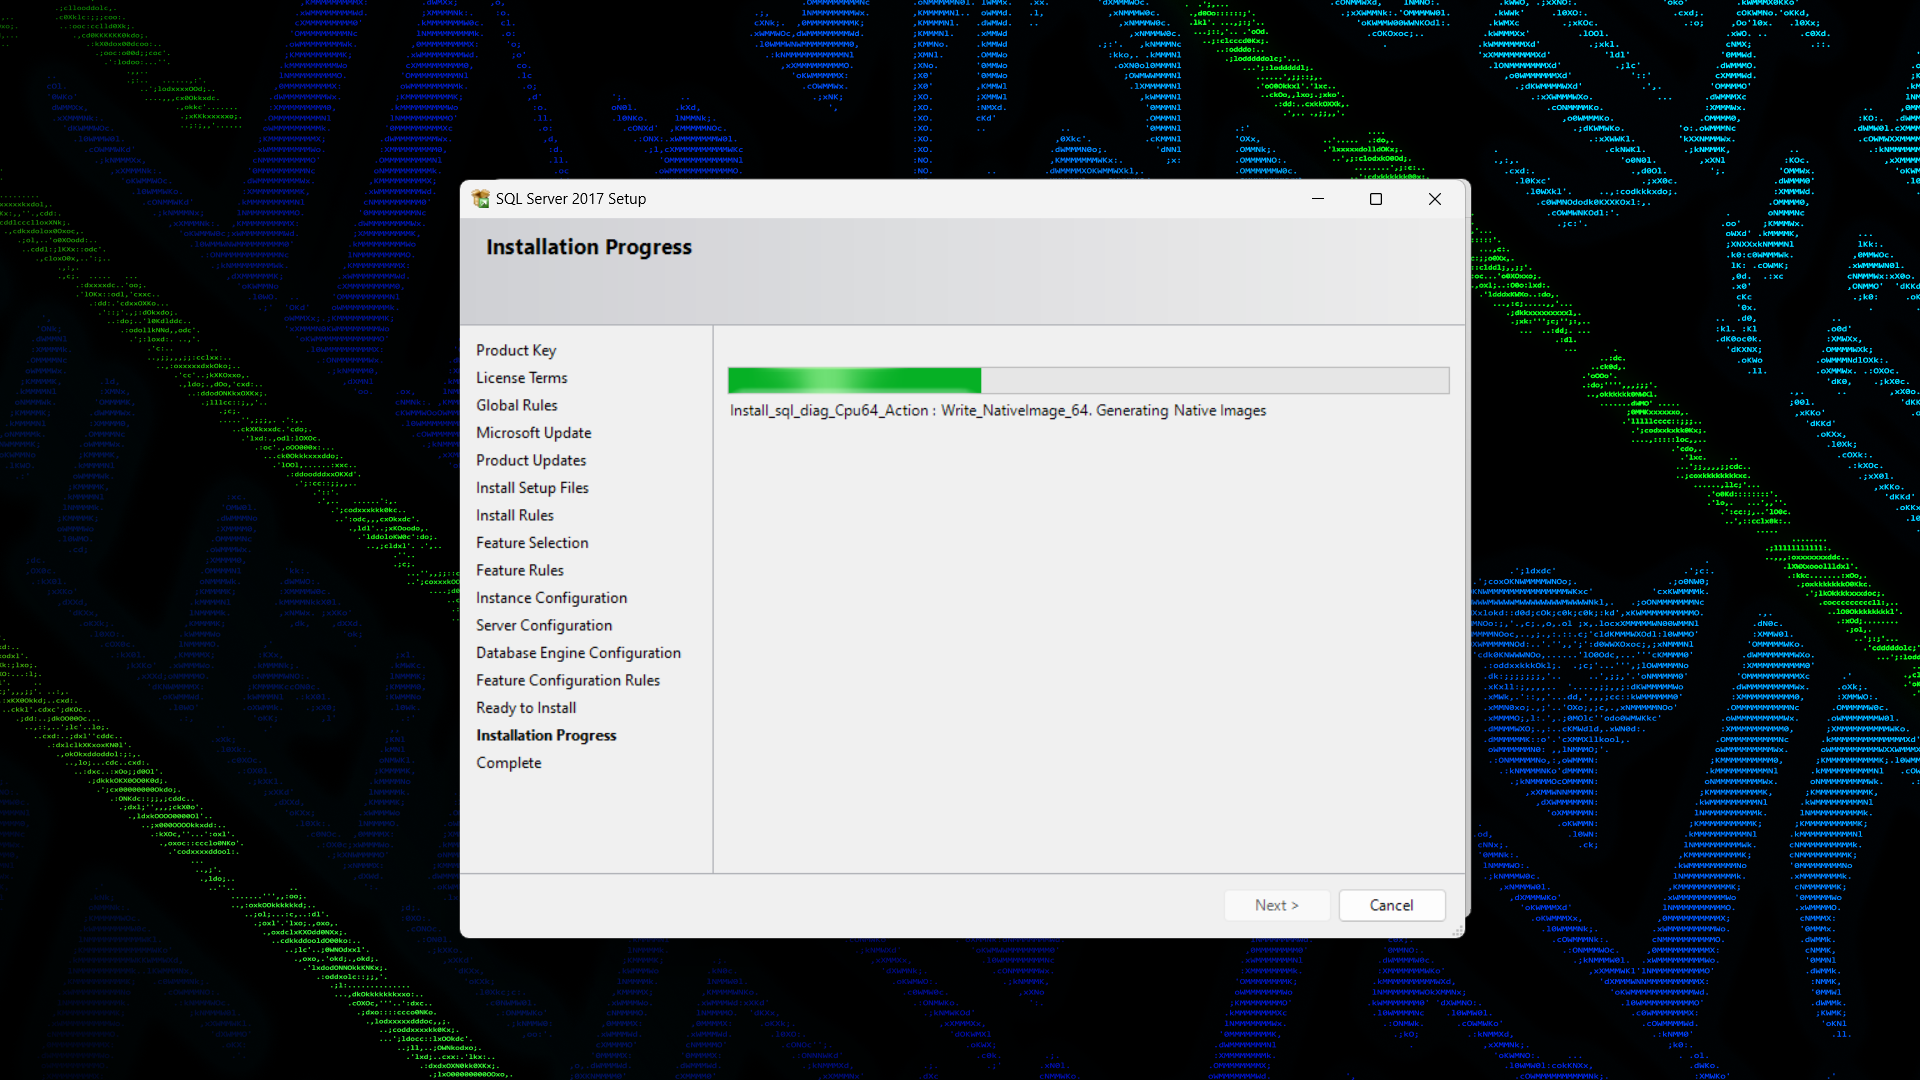 SQL Server 2017 Setup
Installation Progress
Product Key
License Terms
Global Rules
Microsoft Update
Product Updates
Install Setup Files
Install Rules
Feature Selection
Feature Rules
Instance Configuration
Server Configuration
Database Engine Configuration
Feature Configuration Rules
Ready to Install
Installation Progress
Complete
Install_sql_diag_Cpu64_Action : Write_NativeImage_64. Generating Native Images
Next >
Cancel